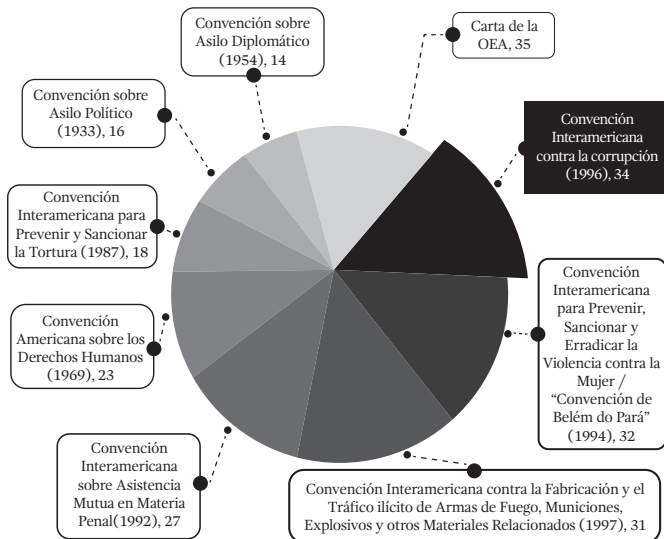 Carta de la
OEA, 35
Convención
Interamericana
contra la corrupción
(1996), 34
Convención
Interamericana
para Prevenir,
Sancionar y
Erradicar la
Violencia contra la
Mujer /
“Convención de
Belém do Pará”
(1994), 32
Convención Interamericana contra la Fabricación y el
Tráfico ilícito de Armas de Fuego, Municiones,
Explosivos y otros Materiales Relacionados (1997), 31
Convención
Interamericana
sobre Asistencia
Mutua en Materia
Penal(1992), 27
Convención
Americana sobre los
Derechos Humanos
(1969), 23
Convención
Interamericana para
Prevenir y Sancionar
la Tortura (1987), 18
Convención sobre
Asilo Político
(1933), 16
Convención sobre
Asilo Diplomático
(1954), 14